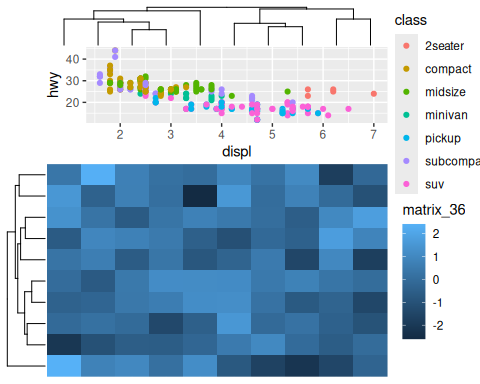 class
2seater
compact
midsize
minivan
pickup
subcompa
suv
hwy
40
30
20
2
3
4
5
6
7
displ
matrix_36
2
1
0
-1
-2